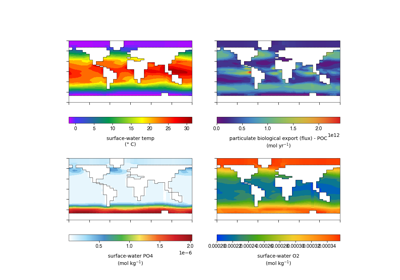 0 5 10 15 20 25 30
surface-water temp
(° C)
0.0 0.5 1.0 1.5 2.0
1e12
particulate biological export (flux) - POC
(mol yr⁻¹)
0.5 1.0 1.5 2.0
1e−6
surface-water PO4
(mol kg⁻¹)
surface-water O2
(mol kg⁻¹)